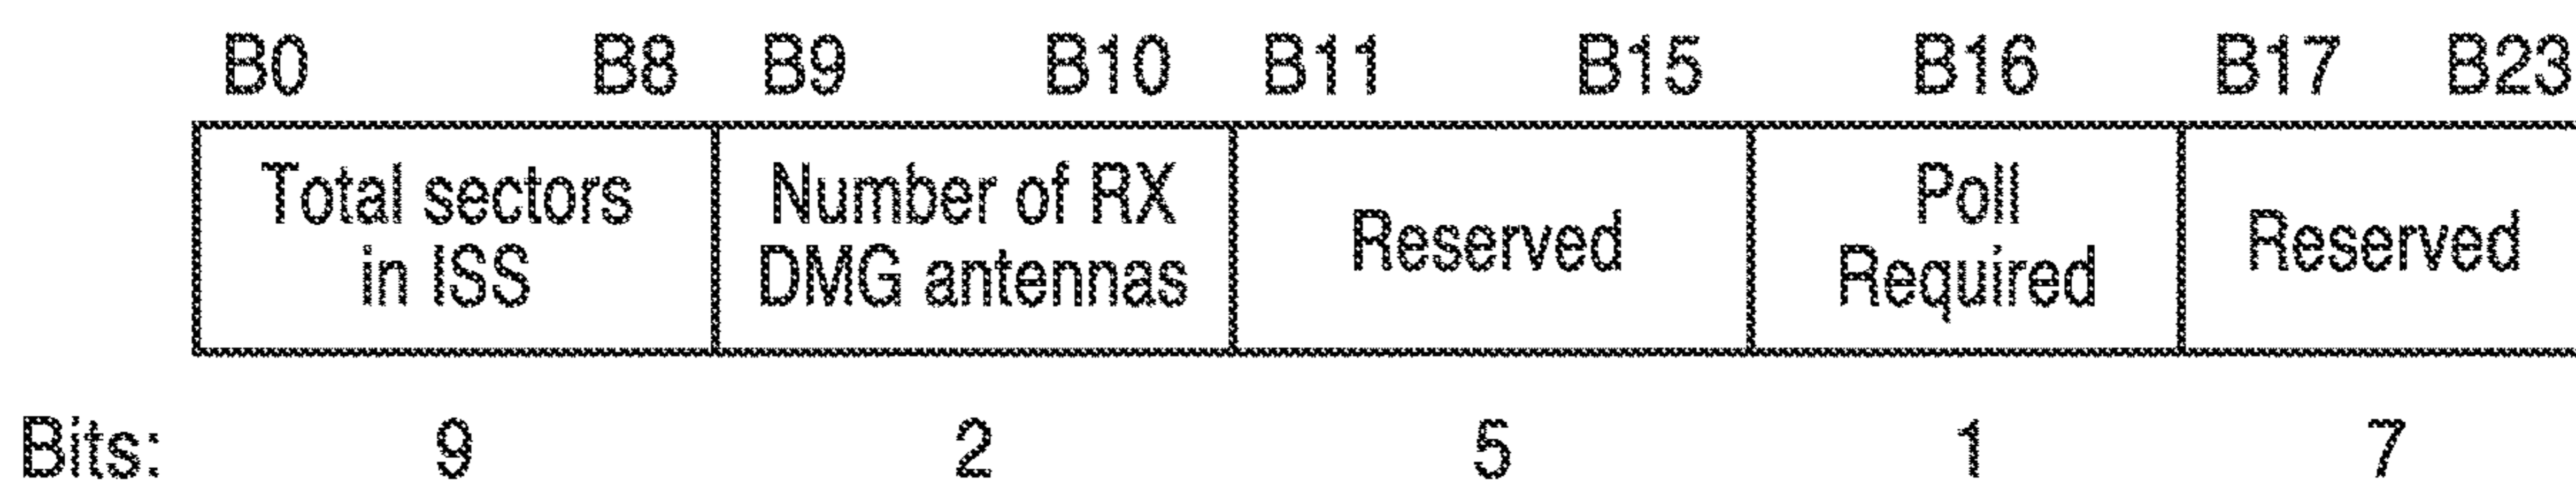 B0 B8 B9 B10 B11 B15 B16 B17 B23
Total sectors in ISS
Number of RX DMG antennas
Reserved
Poll Required
Reserved
Bits: 9 2 5 1 7